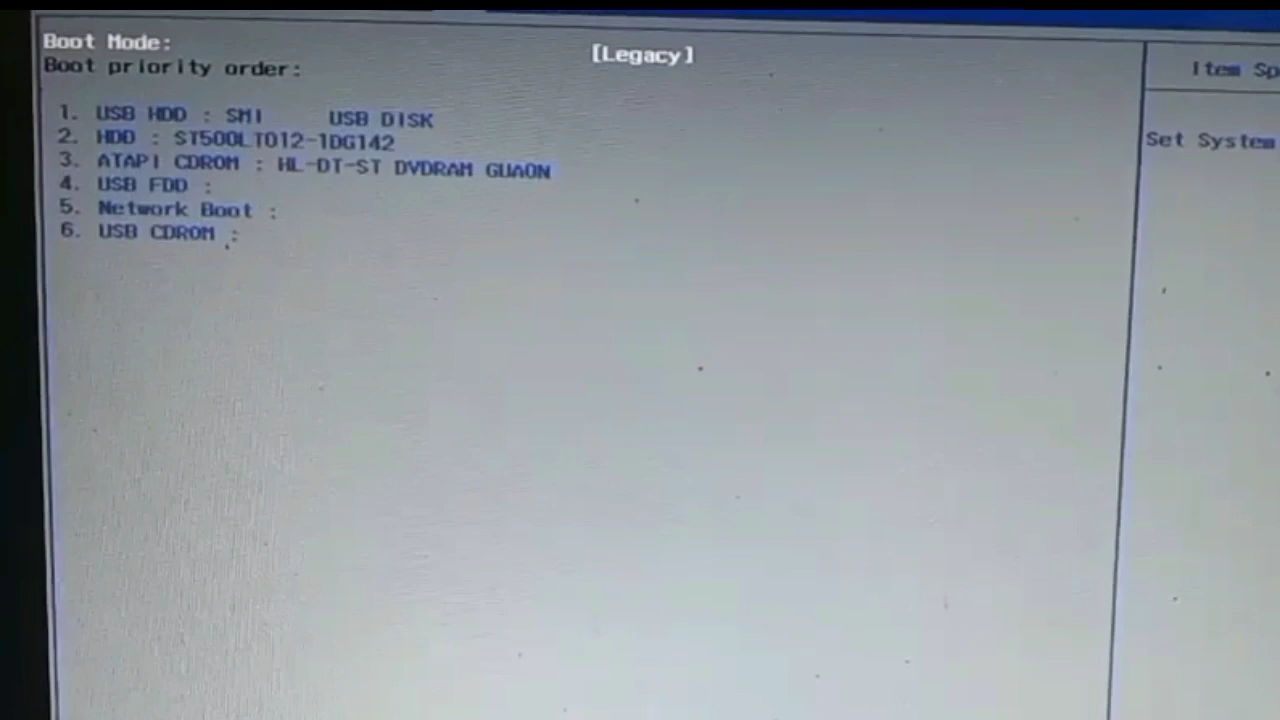 Boot Mode: [Legacy]
Boot priority order:
Item Sp
1. USB HDD : SMI USB DISK
2. HDD : ST500LT012-1DG142
3. ATAPI CDROM : HL-DT-ST DVDRAM GUA0N
4. USB FDD :
5. Network Boot :
6. USB CDROM :
Set System